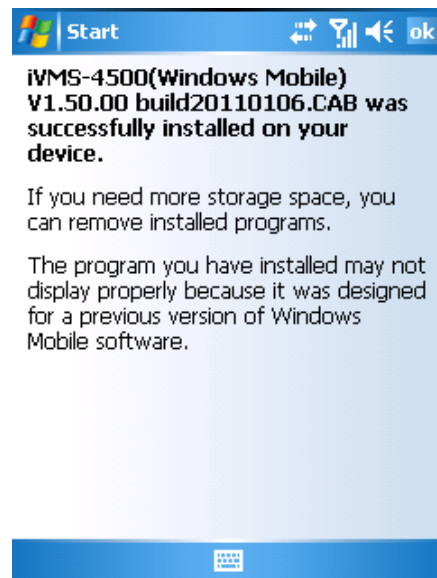 Start ok
iVMS-4500(Windows Mobile)
V1.50.00 build20110106.CAB was
successfully installed on your
device.
If you need more storage space, you
can remove installed programs.
The program you have installed may not
display properly because it was designed
for a previous version of Windows
Mobile software.